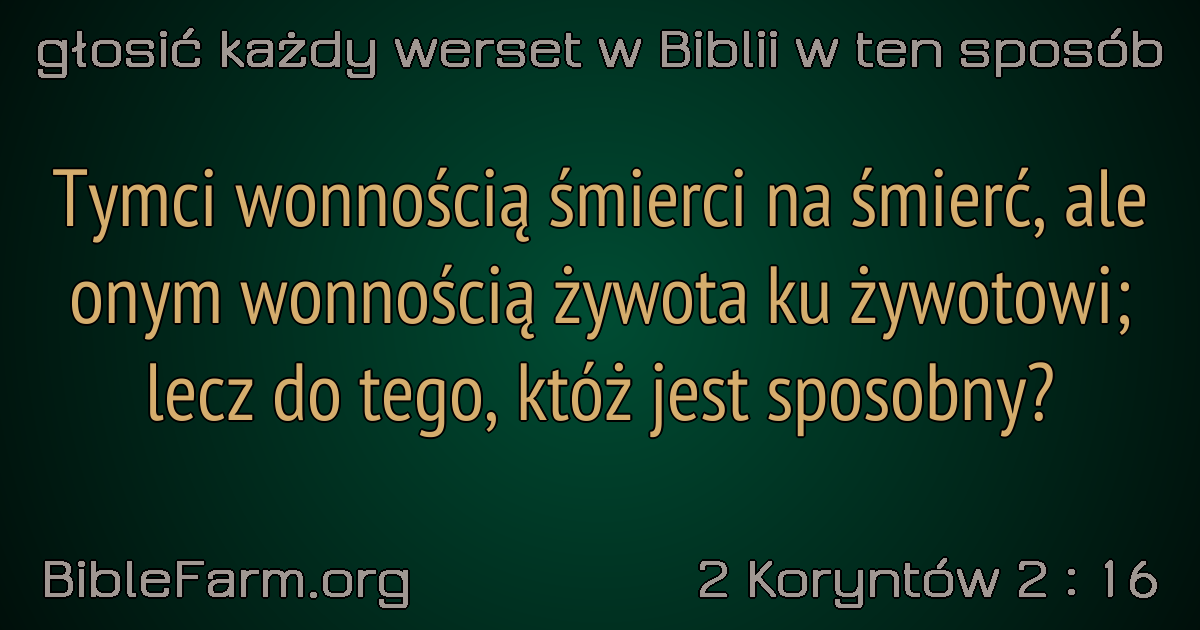 głosić każdy werset w Biblii w ten sposób
Tymci wonnością śmierci na śmierć, ale
onym wonnością żywota ku żywotowi;
lecz do tego, któż jest sposobny?
BibleFarm.org
2 Koryntów 2 : 16